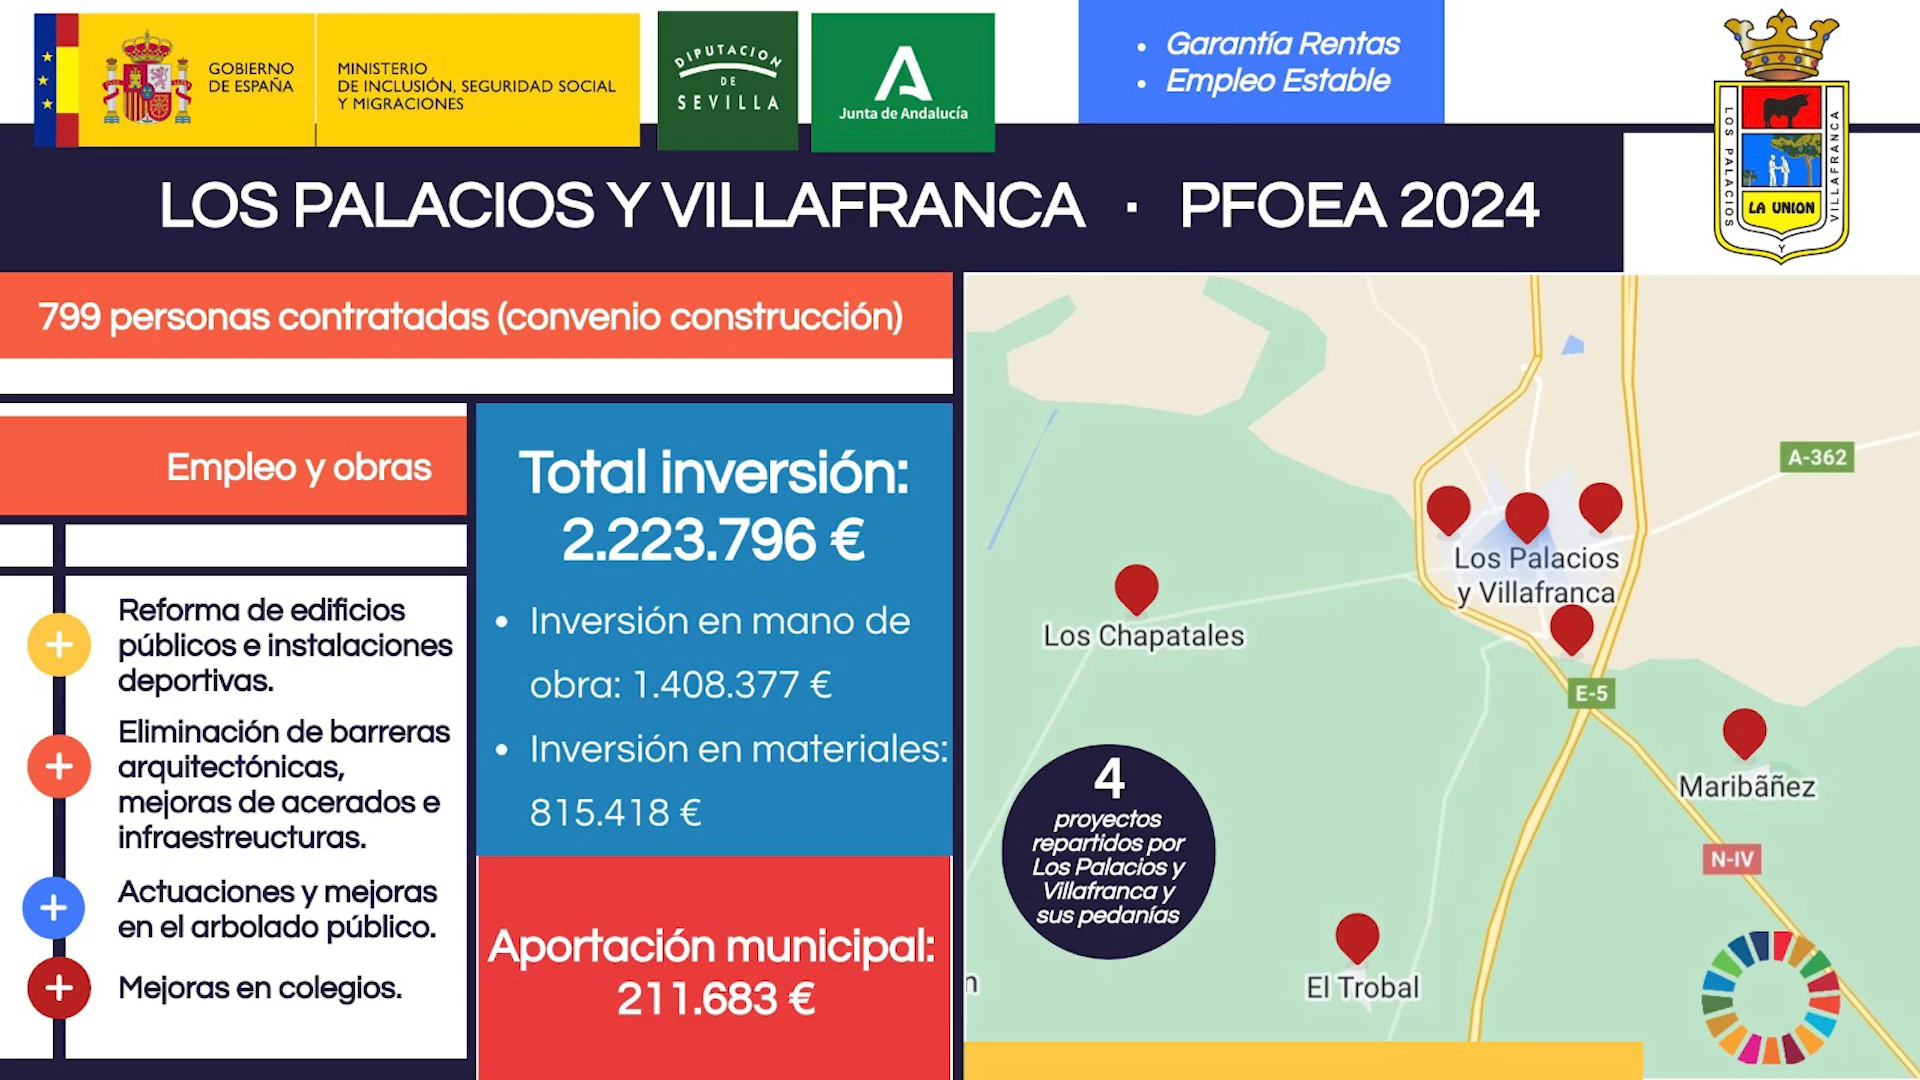 GOBIERNO
DE ESPAÑA
MINISTERIO
DE INCLUSIÓN, SEGURIDAD SOCIAL
Y MIGRACIONES
DIPUTACION
DE
SEVILLA
Junta de Andalucía
• Garantía Rentas
• Empleo Estable
LOS PALACIOS
Y
VILLAFRANCA
LA UNION
LOS PALACIOS Y VILLAFRANCA · PFOEA 2024
799 personas contratadas (convenio construcción)
Empleo y obras
Reforma de edificios
públicos e instalaciones
deportivas.
Eliminación de barreras
arquitectónicas,
mejoras de acerados e
infraestreucturas.
Actuaciones y mejoras
en el arbolado público.
Mejoras en colegios.
Total inversión:
2.223.796 €
• Inversión en mano de
obra: 1.408.377 €
• Inversión en materiales:
815.418 €
Aportación municipal:
211.683 €
A-362
Los Palacios
y Villafranca
Los Chapatales
E-5
Maribãñez
N-IV
4
proyectos
repartidos por
Los Palacios y
Villafranca y
sus pedanías
El Trobal
n